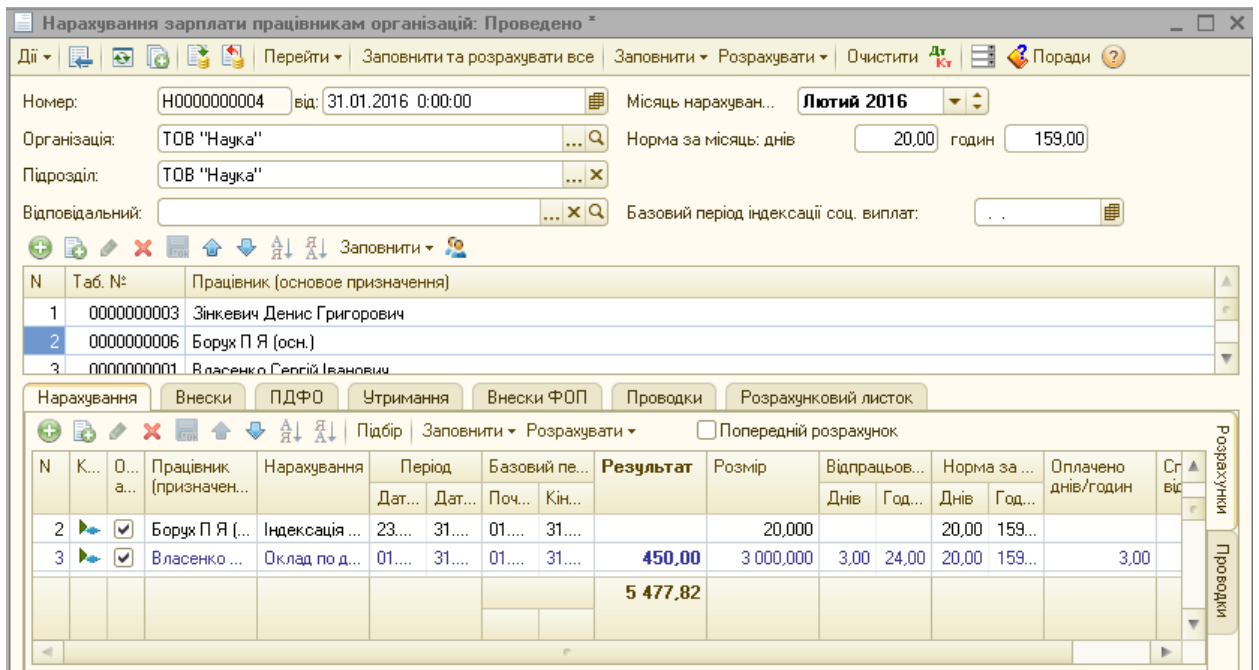 Нарахування зарплати працівникам організацій: Проведено *
Дії Перейти Заповнити та розрахувати все Заповнити Розрахувати Очистити Дт Кт Поради
Номер: Н0000000004 від: 31.01.2016 0:00:00 Місяць нарахуван... Лютий 2016
Організація: ТОВ "Наука" ... Норма за місяць: днів 20,00 годин 159,00
Підрозділ: ТОВ "Наука" ...
Відповідальний: ... Базовий період індексації соц. виплат: . .
Заповнити
N Таб. № Працівник (основое призначення)
1 0000000003 Зінкевич Денис Григорович
2 0000000006 Борух П Я (осн.)
3 0000000001 Власенко Сергій Іванович
Нарахування Внески ПДФО Утримання Внески ФОП Проводки Розрахунковий листок
Підбір Заповнити Розрахувати Попередній розрахунок
N К... О... а... Працівник (призначен... Нарахування Період Базовий пе... Результат Розмір Відпрацьов... Норма за ... Оплачено днів/годин
Дат... Дат... Поч... Кін... Днів Год... Днів Год...
2 Борух П Я (... Індексація ... 23.... 31.... 01.... 31.... 20,000 20,00 159...
3 Власенко ... Оклад по д... 01.... 31.... 01.... 31.... 450,00 3 000,000 3,00 24,00 20,00 159... 3,00
5 477,82
Розрахунки
Проводки